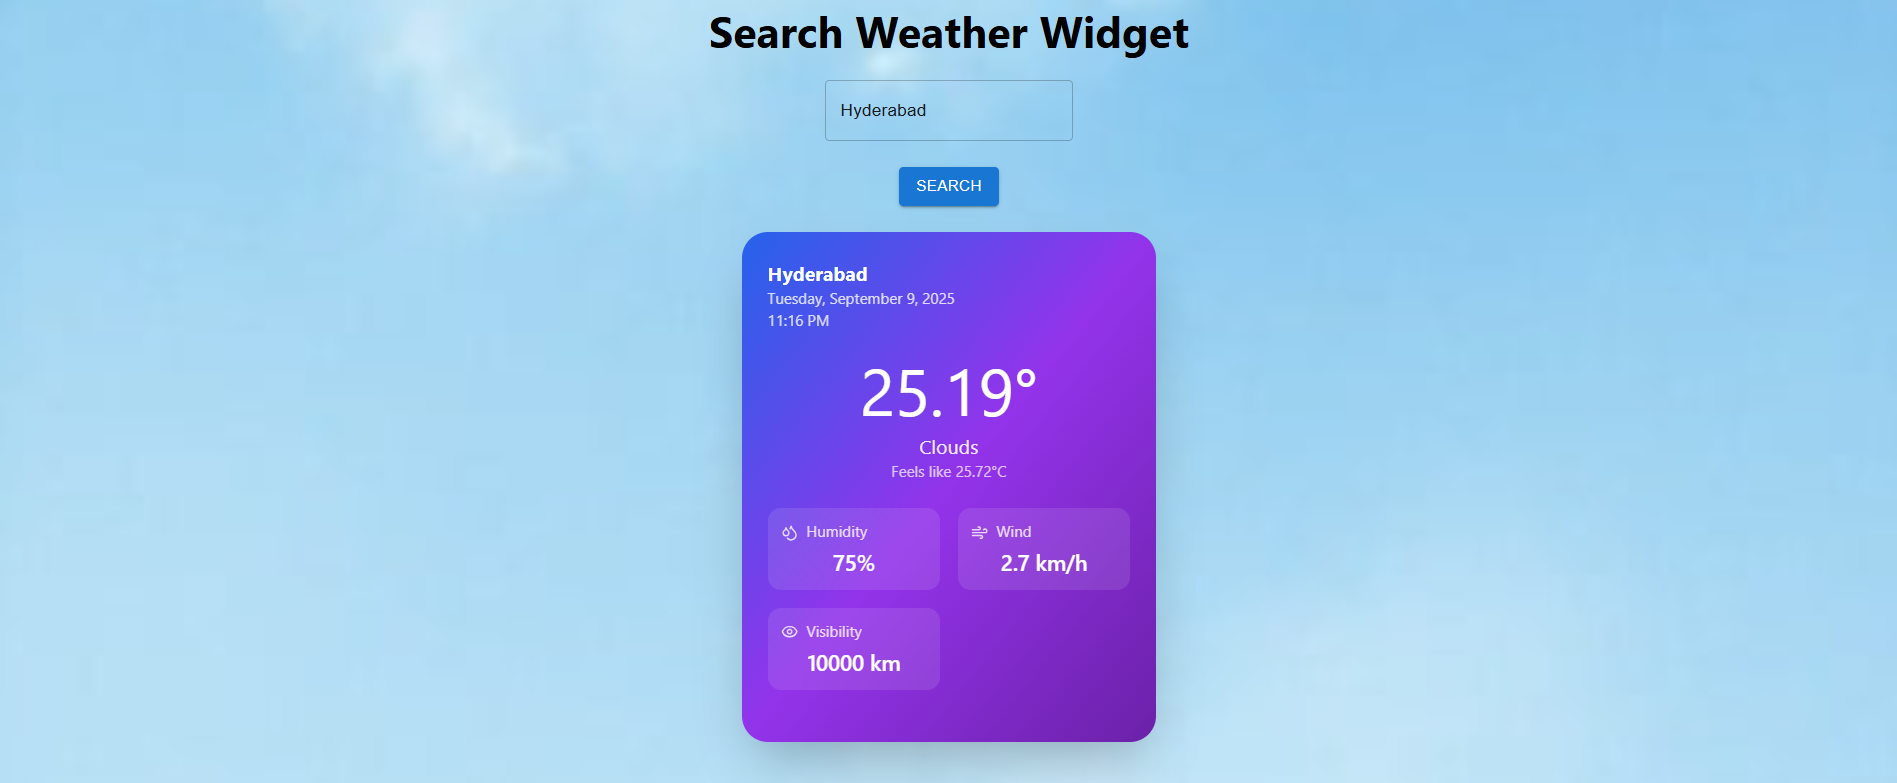 Search Weather Widget
Hyderabad
SEARCH
Hyderabad
Tuesday, September 9, 2025
11:16 PM
25.19°
Clouds
Feels like 25.72°C
Humidity
75%
Wind
2.7 km/h
Visibility
10000 km